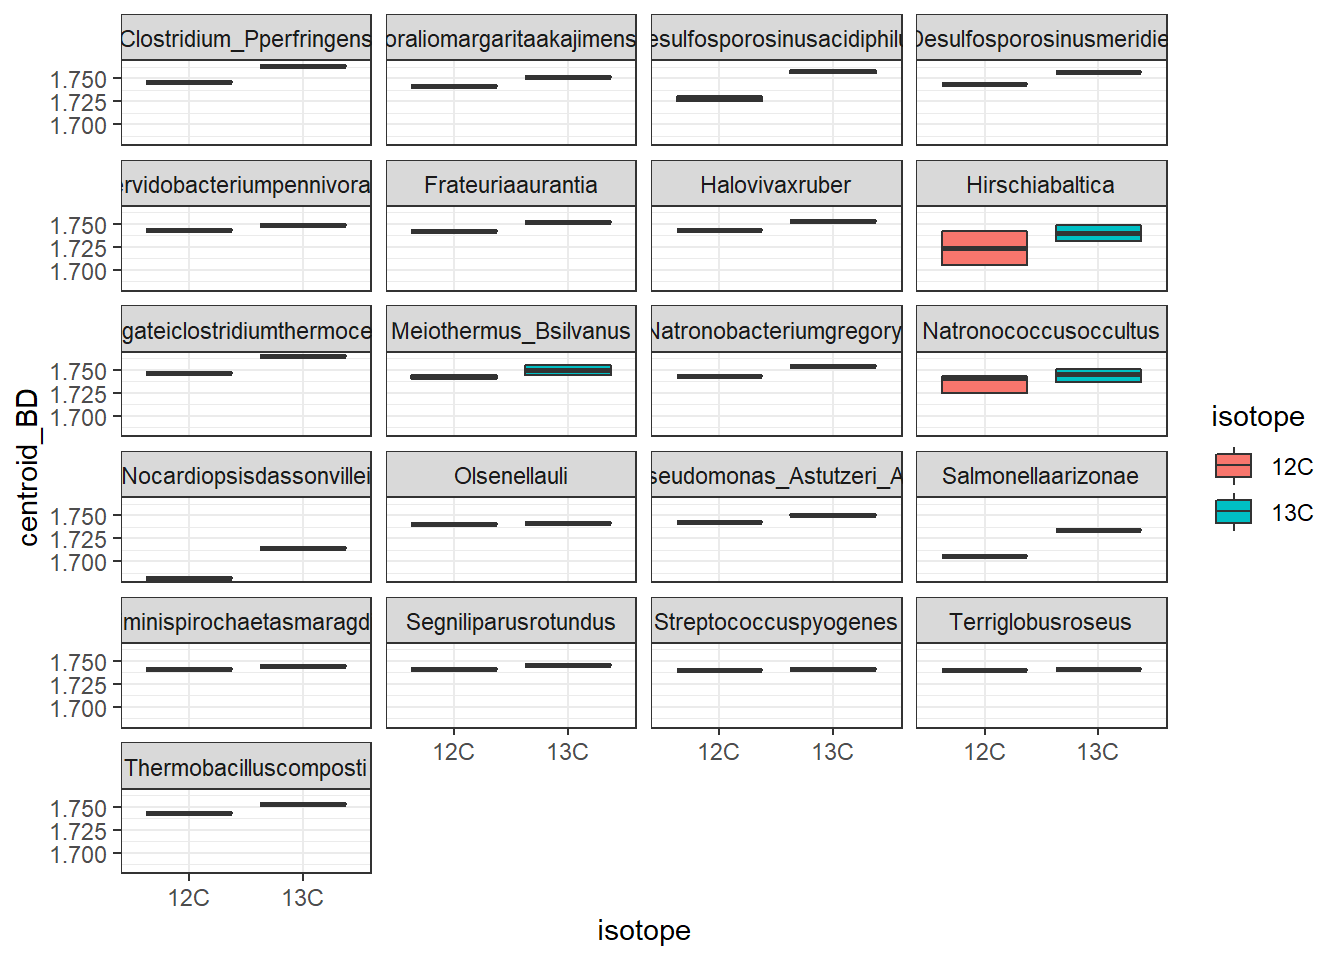 Clostridium_Pperfringens
oraliomargaritaakajimens
esulfosporosinusacidiphilu
Desulfosporosinusmeridie
1.750
1.725
1.700
ervidobacteriumpennivora
Frateuriaaurantia
Halovivaxruber
Hirschiabaltica
1.750
1.725
1.700
gateiclostridiumthermoce
Meiothermus_Bsilvanus
Natronobacteriumgregory
Natronococcusoccultus
1.750
1.725
1.700
Nocardiopsisdassonvillei
Olsenellauli
seudomonas_Astutzeri_A
Salmonellaarizonae
1.750
1.725
1.700
minispirochaetasmaragd
Segniliparusrotundus
Streptococcuspyogenes
Terriglobusroseus
1.750
1.725
1.700
12C 13C
12C 13C
12C 13C
Thermobacilluscomposti
1.750
1.725
1.700
12C 13C
isotope
centroid_BD
isotope
12C
13C